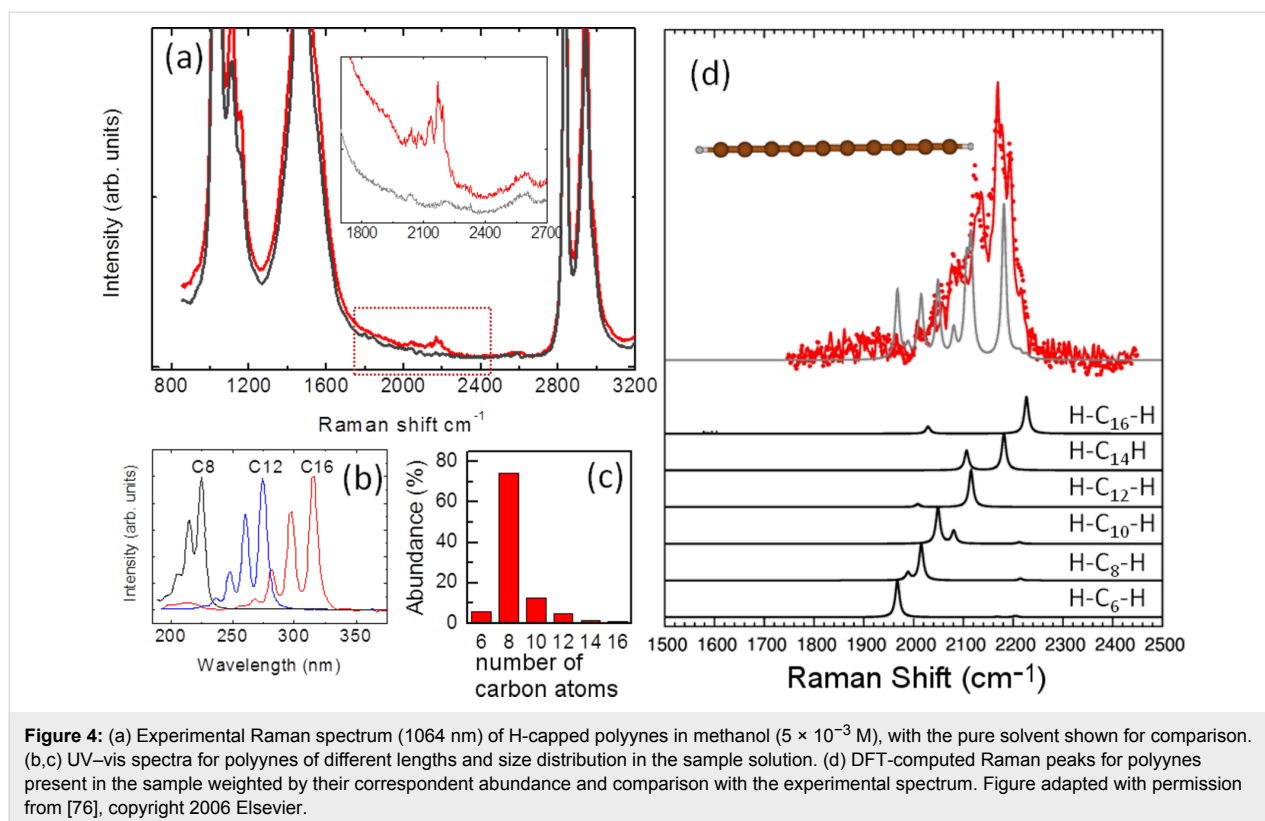 (a)
Intensity (arb. units)
1800 2100 2400 2700
800 1200 1600 2000 2400 2800 3200
Raman shift cm-1
(b)
C8 C12 C16
Intensity (arb. units)
200 250 300 350
Wavelength (nm)
(c)
Abundance (%)
80
60
40
20
0
6 8 10 12 14 16
number of
carbon atoms
(d)
H-C16-H
H-C14H
H-C12-H
H-C10-H
H-C8-H
H-C6-H
1500 1600 1700 1800 1900 2000 2100 2200 2300 2400 2500
Raman Shift (cm-1)
Figure 4: (a) Experimental Raman spectrum (1064 nm) of H-capped polyynes in methanol (5 × 10−3 M), with the pure solvent shown for comparison.
(b,c) UV–vis spectra for polyynes of different lengths and size distribution in the sample solution. (d) DFT-computed Raman peaks for polyynes
present in the sample weighted by their correspondent abundance and comparison with the experimental spectrum. Figure adapted with permission
from [76], copyright 2006 Elsevier.